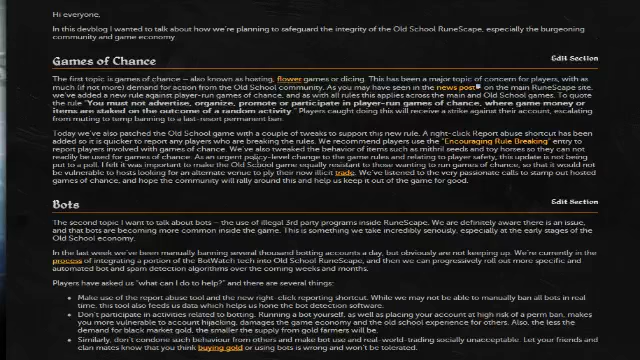 Hi everyone,
In this devblog I wanted to talk about how we're planning to safeguard the integrity of the Old School RuneScape, especially the burgeoning
community and game economy.
Games of Chance
Edit Section
The first topic is games of chance – also known as hosting, flower games or dicing. This has been a major topic of concern for players, with as
much (if not more) demand for action from the Old School community. As you may have seen in the news post on the main RuneScape site,
we've added a new rule against player-run games of chance, and as with all rules this applies across the main and Old School games. To quote
the rule "You must not advertise, organize, promote or participate in player-run games of chance, where game money or
items are staked on the outcome of a random activity". Players caught doing this will receive a strike against their account, escalating
from muting to temp banning to a last-resort permanent ban.
Today we've also patched the Old School game with a couple of tweaks to support this new rule. A right-click Report abuse shortcut has been
added so it is quicker to report any players who are breaking the rules. We recommend players use the "Encouraging Rule Breaking" entry to
report players involved with games of chance. We've also tweaked the behavior of items such as mithril seeds and toy horses so they can not
readily be used for games of chance. As an urgent policy-level change to the game rules and relating to player safety, this update is not being
put to a poll. I felt it was important to make the Old School game equally resistant to those wanting to run games of chance, so that it would not
be vulnerable to hosts looking for an alternate venue to ply their now illicit trade. We've listened to the very passionate calls to stamp out hosted
games of chance, and hope the community will rally around this and help us keep it out of the game for good.
Bots
Edit Section
The second topic I want to talk about is bots – the use of illegal 3rd party programs inside RuneScape. We are definitely aware there is an issue,
and that bots are becoming more common inside the game. This is something we take incredibly seriously, especially at the early stages of the
Old School economy.
In the last week we've been manually banning several thousand botting accounts a day, but obviously are not keeping up. We're currently in the
process of integrating a portion of the BotWatch tech into Old School RuneScape, and then we can progressively roll out more specific and
automated bot and spam detection algorithms over the coming weeks and months.
Players have asked us "what can I do to help?" and there are several things:
• Make use of the report abuse tool and the new right-click reporting shortcut. While we may not be able to manually ban all bots in real
time, this tool also feeds us data which helps us hone the bot detection software.
• Don't participate in activities related to botting. Running a bot yourself, as well as placing your account at high risk of a perm ban, makes
you more vulnerable to account hijacking, damages the game economy and the old school experience for others. Also, the less the
demand for black market gold, the smaller the supply from gold farmers will be.
• Similarly, don't condone such behaviour from others and make bot use and real-world-trading socially unacceptable. Let your friends and
clan mates know that you think buying gold or using bots is wrong and won't be tolerated.